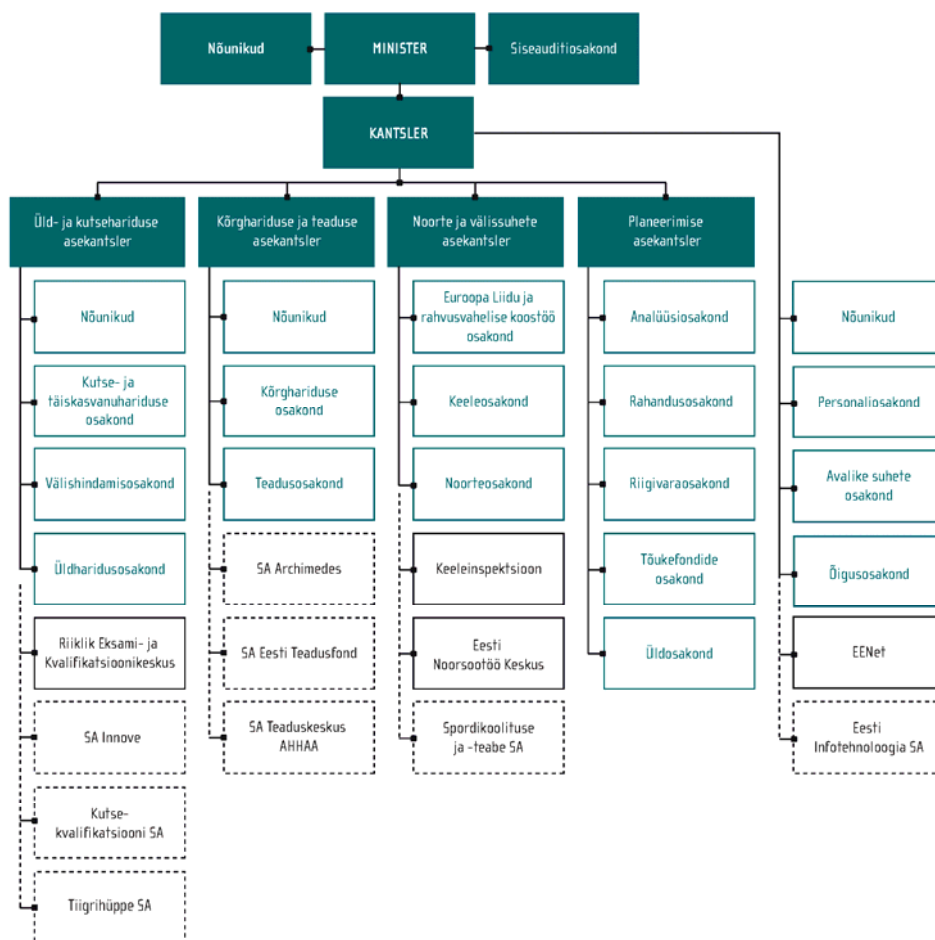 Nõunikud
MINISTER
Siseauditiosakond
KANTSLER
Üld- ja kutsehariduse
asekantsler
Nõunikud
Kutse- ja
täiskasvanuhariduse
osakond
Välishindamisosakond
Üldharidusosakond
Riiklik Eksami- ja
Kvalifikatsioonikeskus
SA Innove
Kutse-
kvalifikatsiooni SA
Tiigrihüppe SA
Kõrghariduse ja teaduse
asekantsler
Nõunikud
Kõrghariduse
osakond
Teadusosakond
SA Archimedes
SA Eesti Teadusfond
SA Teaduskeskus
AHHAA
Noorte ja välissuhete
asekantsler
Euroopa Liidu ja
rahvusvahelise koostöö
osakond
Keeleosakond
Noorteosakond
Keeleinspektsioon
Eesti
Noorsootöö Keskus
Spordikoolituse
ja -teabe SA
Planeerimise
asekantsler
Analüüsiosakond
Rahandusosakond
Riigivaraosakond
Tõukefondide
osakond
Üldosakond
Nõunikud
Personaliosakond
Avalike suhete
osakond
Õigusosakond
EENet
Eesti
Infotehnoloogia SA